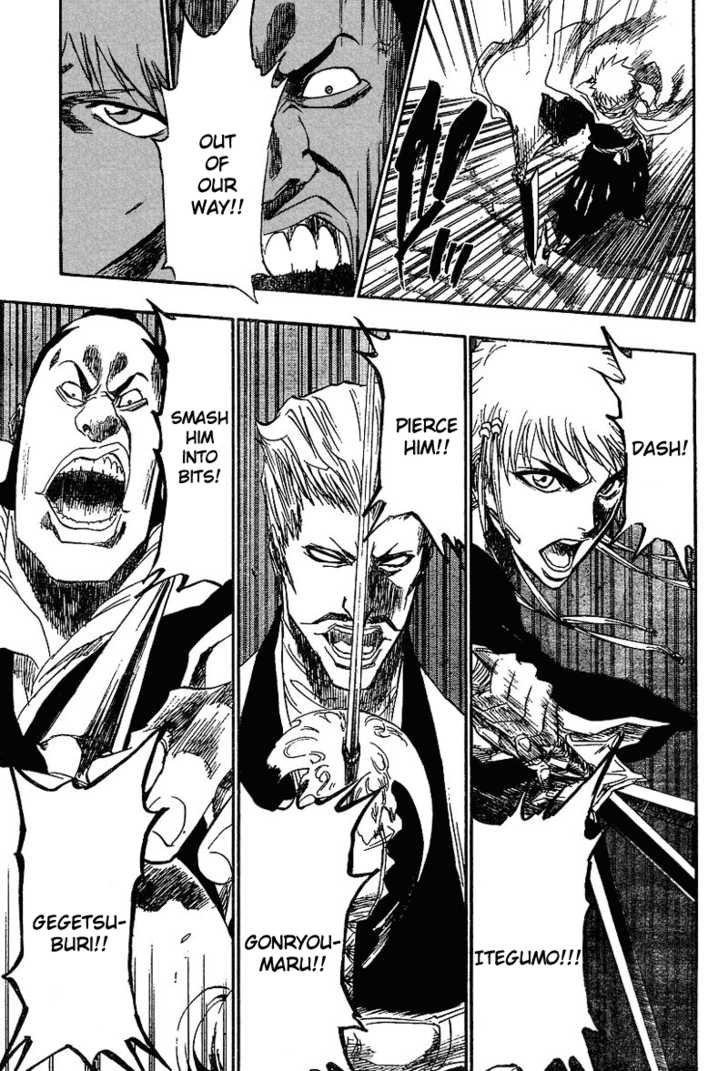 OUT
OF
OUR
WAY!!
DASH!
ITEGUMO!!!
PIERCE
HIM!!
GONRYOU-
MARU!!
SMASH
HIM
INTO
BITS!
GEGETSU-
BURI!!